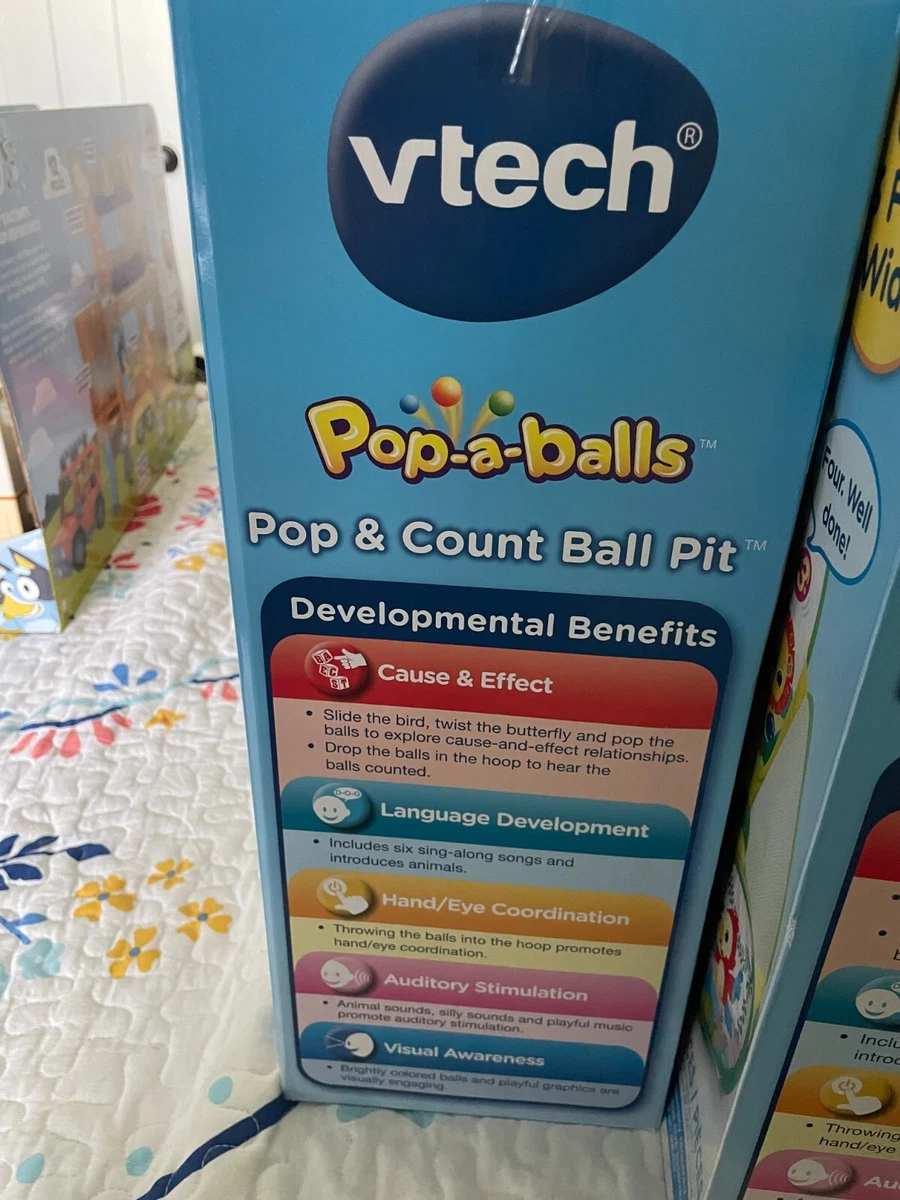 vtech®
Pop-a-balls™
Pop & Count Ball Pit™
Developmental Benefits
Cause & Effect
• Slide the bird, twist the butterfly and pop the
balls to explore cause-and-effect relationships.
• Drop the balls in the hoop to hear the
balls counted.
Language Development
• Includes six sing-along songs and
introduces animals.
Hand/Eye Coordination
• Throwing the balls into the hoop promotes
hand/eye coordination.
Auditory Stimulation
• Animal sounds, silly sounds and playful music
promote auditory stimulation.
Visual Awareness
• Brightly colored balls and playful graphics are
visually engaging.
Four. Well
done!
3
• Throwing
hand/eye